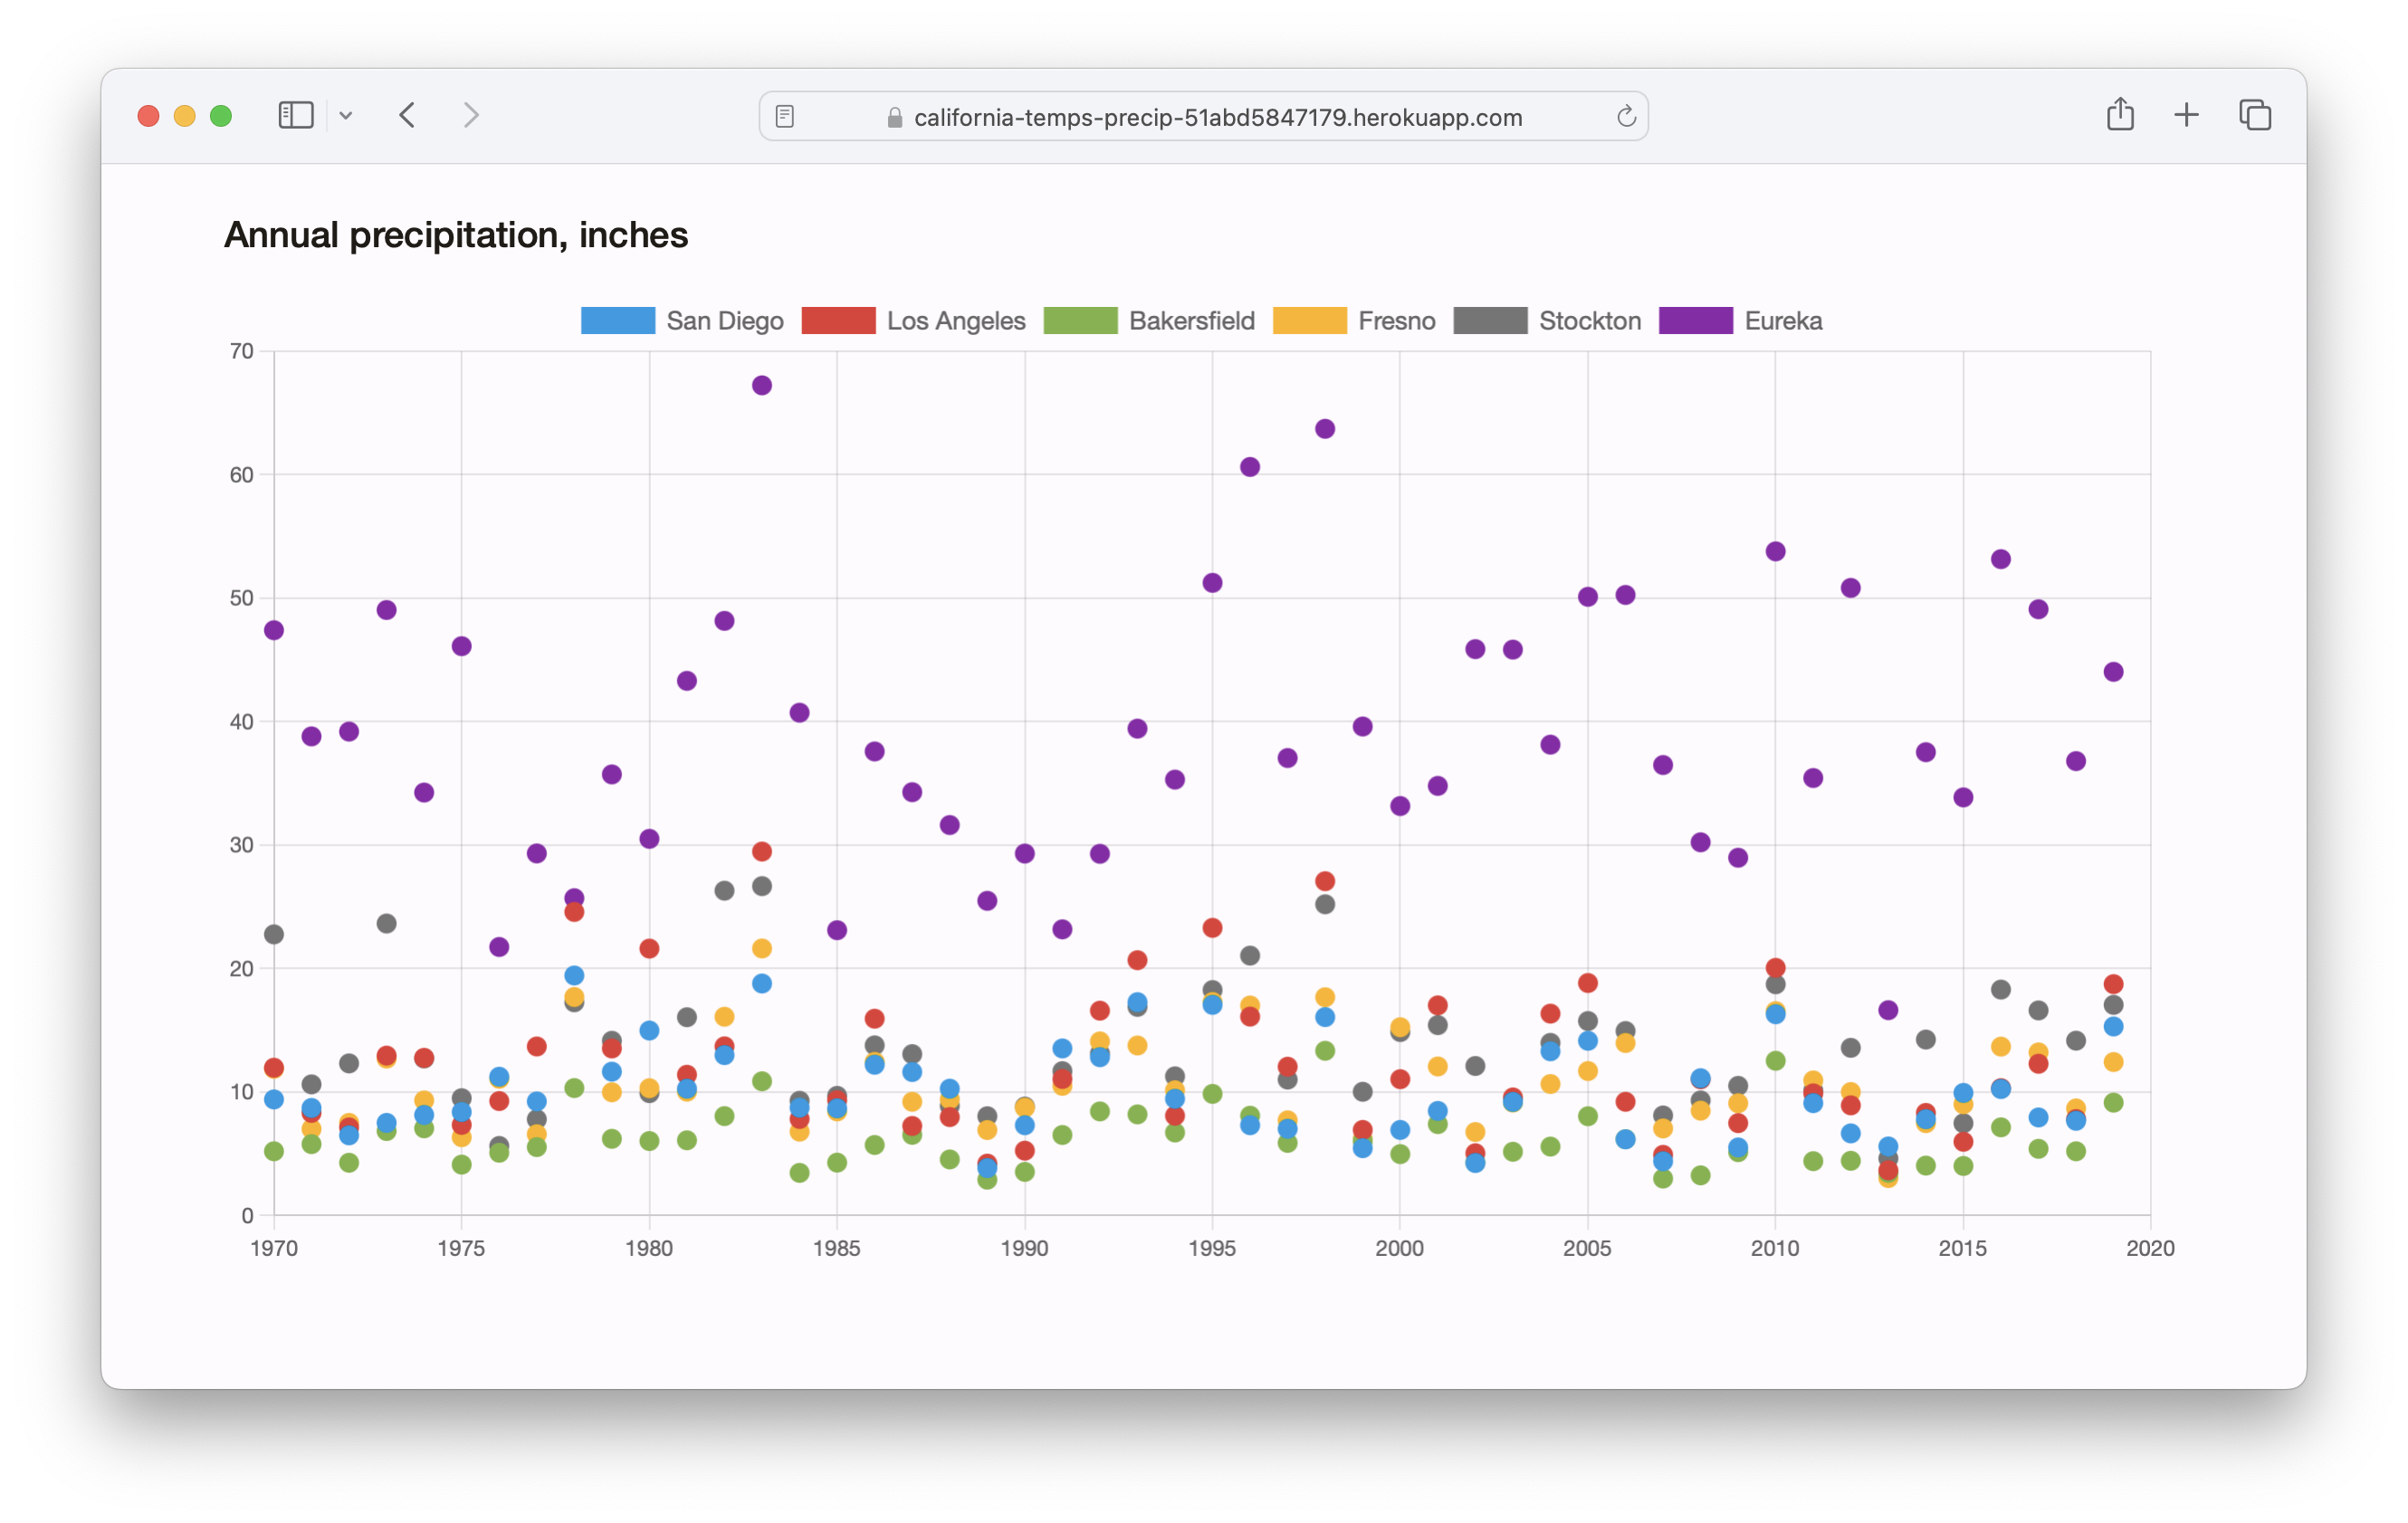 california-temps-precip-51abd5847179.herokuapp.com
Annual precipitation, inches
San Diego Los Angeles Bakersfield Fresno Stockton Eureka
70
60
50
40
30
20
10
0
1970 1975 1980 1985 1990 1995 2000 2005 2010 2015 2020